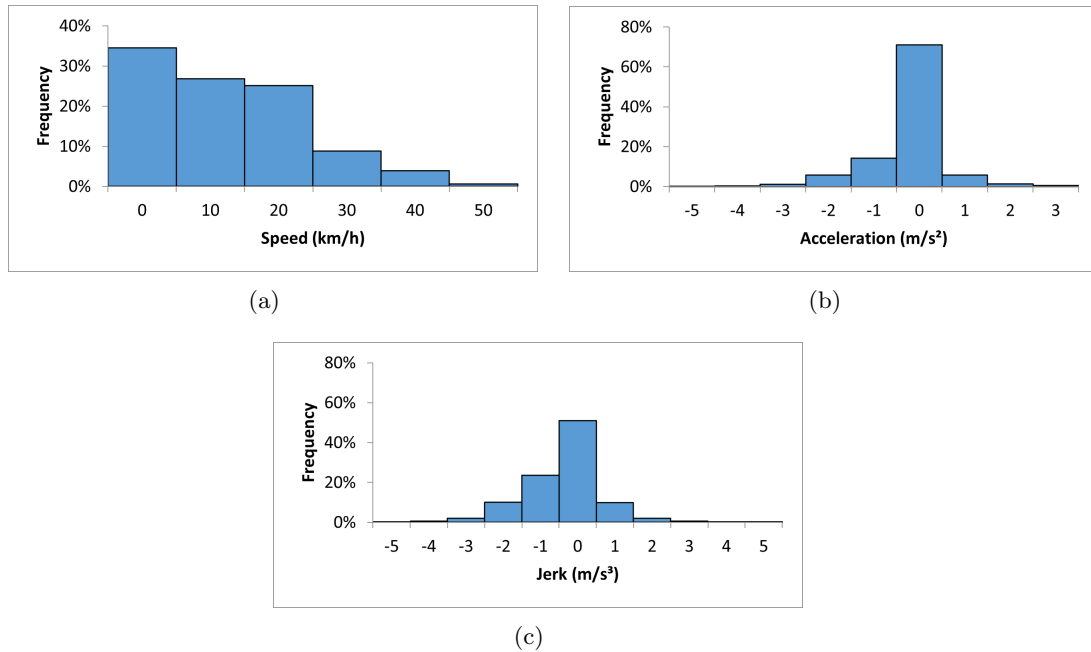 40%
30%
20%
10%
0%
Frequency
0 10 20 30 40 50
Speed (km/h)
(a)
80%
60%
40%
20%
0%
Frequency
-5 -4 -3 -2 -1 0 1 2 3
Acceleration (m/s²)
(b)
80%
60%
40%
20%
0%
Frequency
-5 -4 -3 -2 -1 0 1 2 3 4 5
Jerk (m/s³)
(c)